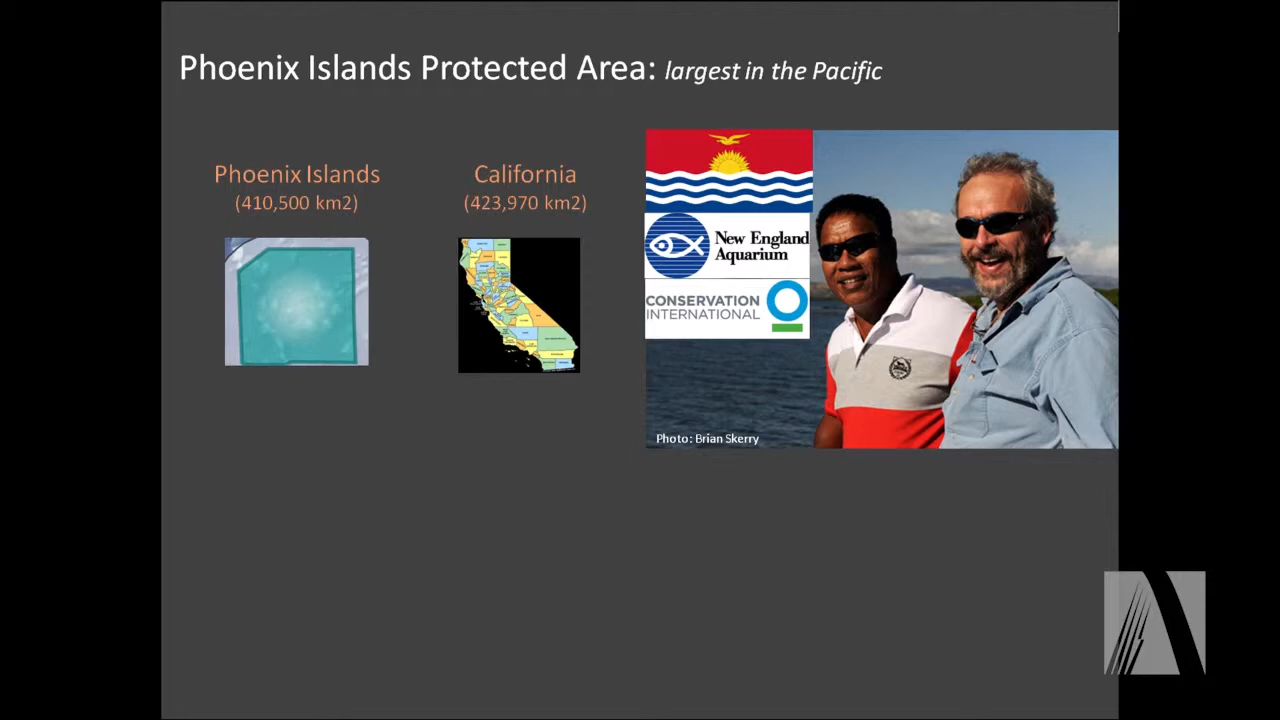 Phoenix Islands Protected Area: largest in the Pacific
Phoenix Islands
(410,500 km2)
California
(423,970 km2)
New England
Aquarium
CONSERVATION
INTERNATIONAL
Photo: Brian Skerry